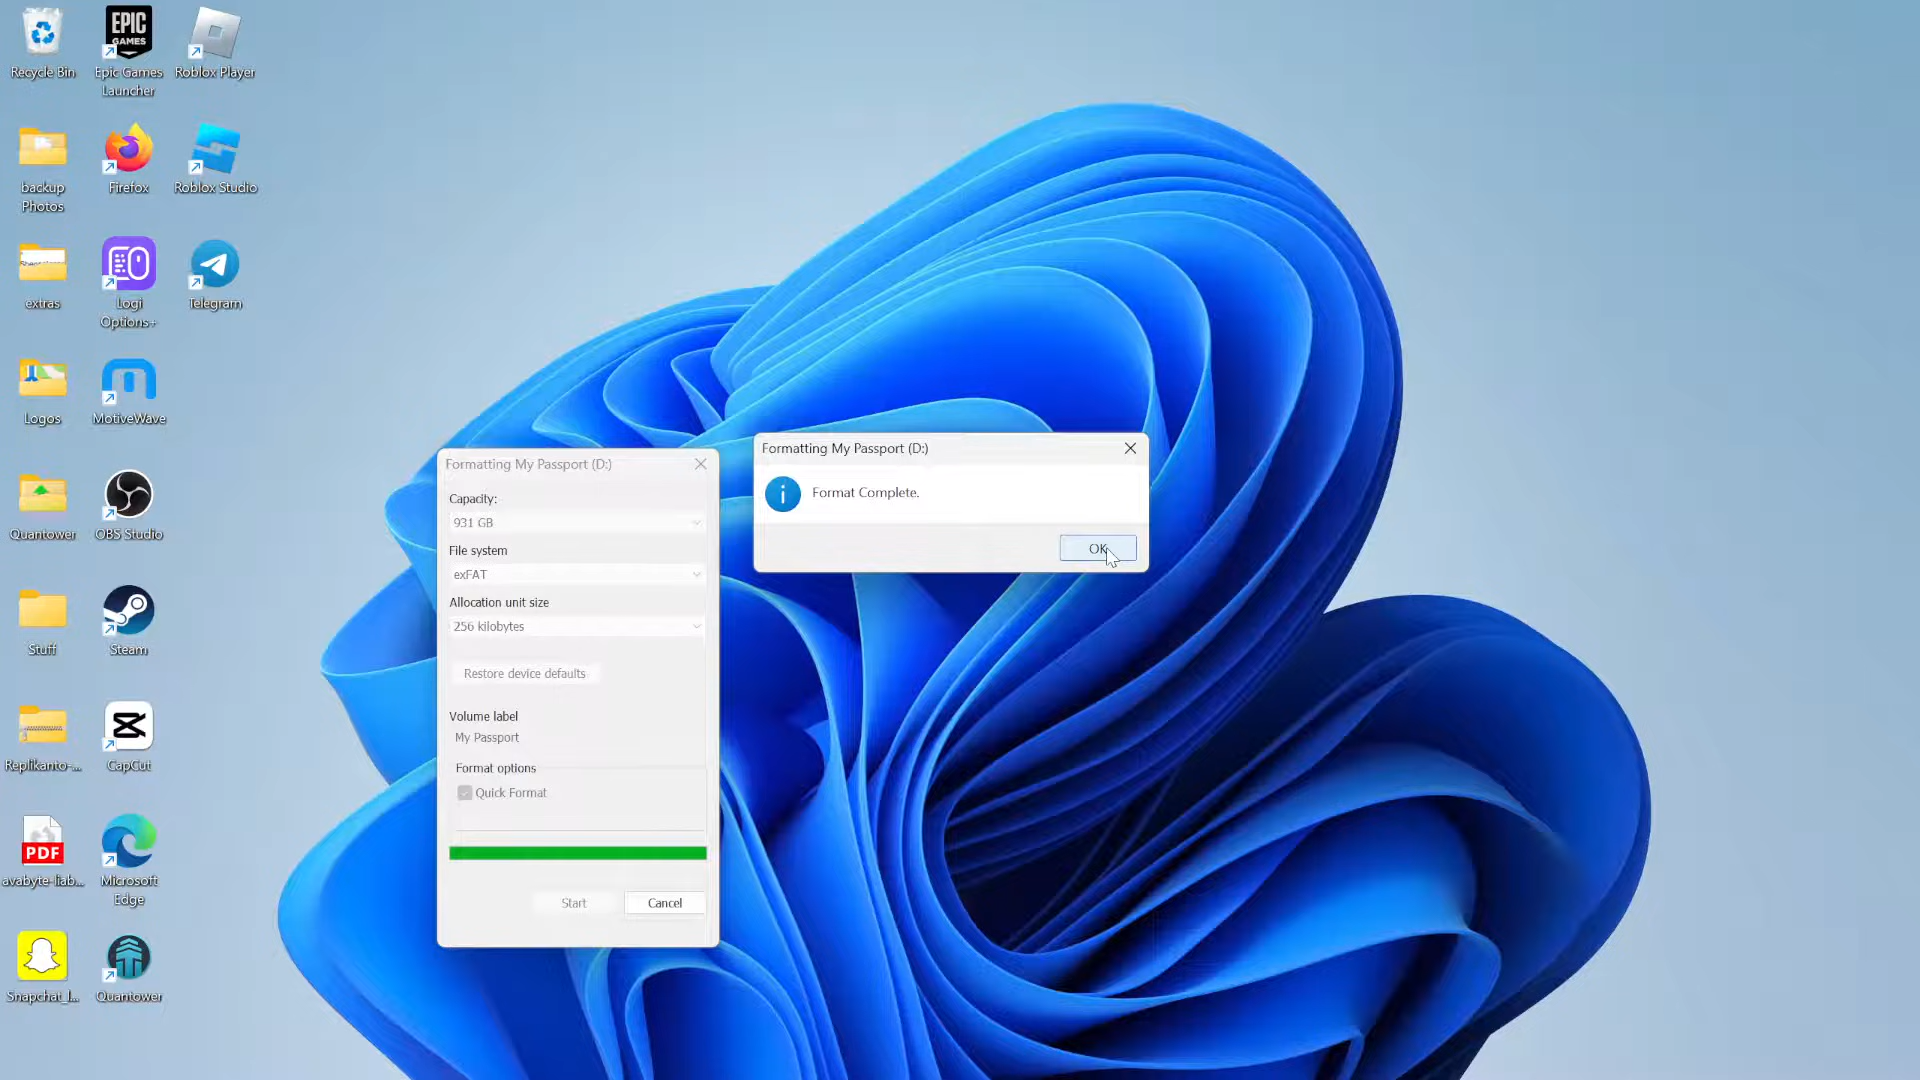 Recycle Bin
Epic Games
Launcher
Roblox Player
backup
Photos
Firefox
Roblox Studio
extras
Logi
Options+
Telegram
Logos
MotiveWave
Quantower
OBS Studio
Stuff
Steam
Replikanto-...
CapCut
PDF
avabyte-liab...
Microsoft
Edge
Snapchat_l...
Quantower
EPIC
GAMES
Formatting My Passport (D:)
Capacity:
931 GB
File system
exFAT
Allocation unit size
256 kilobytes
Restore device defaults
Volume label
My Passport
Format options
Quick Format
Start
Cancel
Formatting My Passport (D:)
Format Complete.
OK